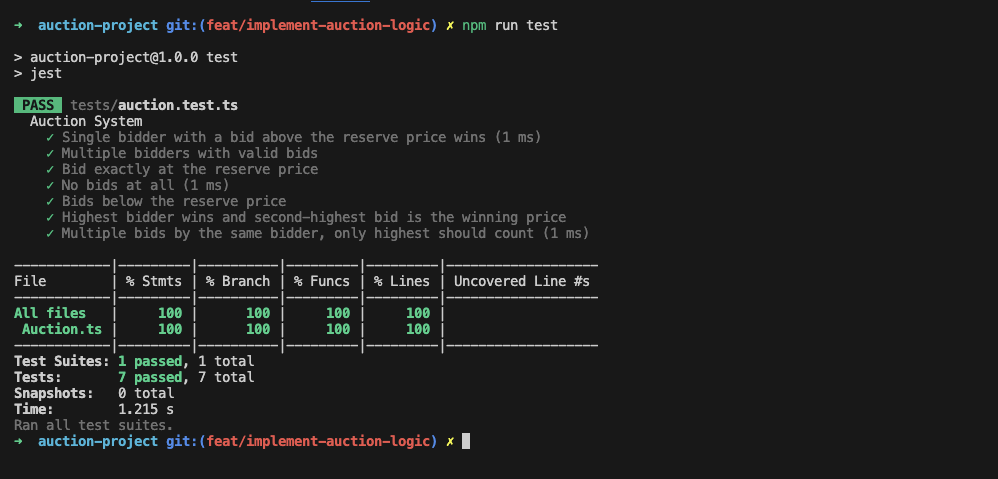 ➜  auction-project git:(feat/implement-auction-logic) ✗ npm run test
> auction-project@1.0.0 test
> jest
PASS  tests/auction.test.ts
  Auction System
    ✓ Single bidder with a bid above the reserve price wins (1 ms)
    ✓ Multiple bidders with valid bids
    ✓ Bid exactly at the reserve price
    ✓ No bids at all (1 ms)
    ✓ Bids below the reserve price
    ✓ Highest bidder wins and second-highest bid is the winning price
    ✓ Multiple bids by the same bidder, only highest should count (1 ms)
------------|---------|----------|---------|---------|-------------------
File        | % Stmts | % Branch | % Funcs | % Lines | Uncovered Line #s
------------|---------|----------|---------|---------|-------------------
All files   |     100 |      100 |     100 |     100 |
 Auction.ts |     100 |      100 |     100 |     100 |
------------|---------|----------|---------|---------|-------------------
Test Suites: 1 passed, 1 total
Tests:       7 passed, 7 total
Snapshots:   0 total
Time:        1.215 s
Ran all test suites.
➜  auction-project git:(feat/implement-auction-logic) ✗